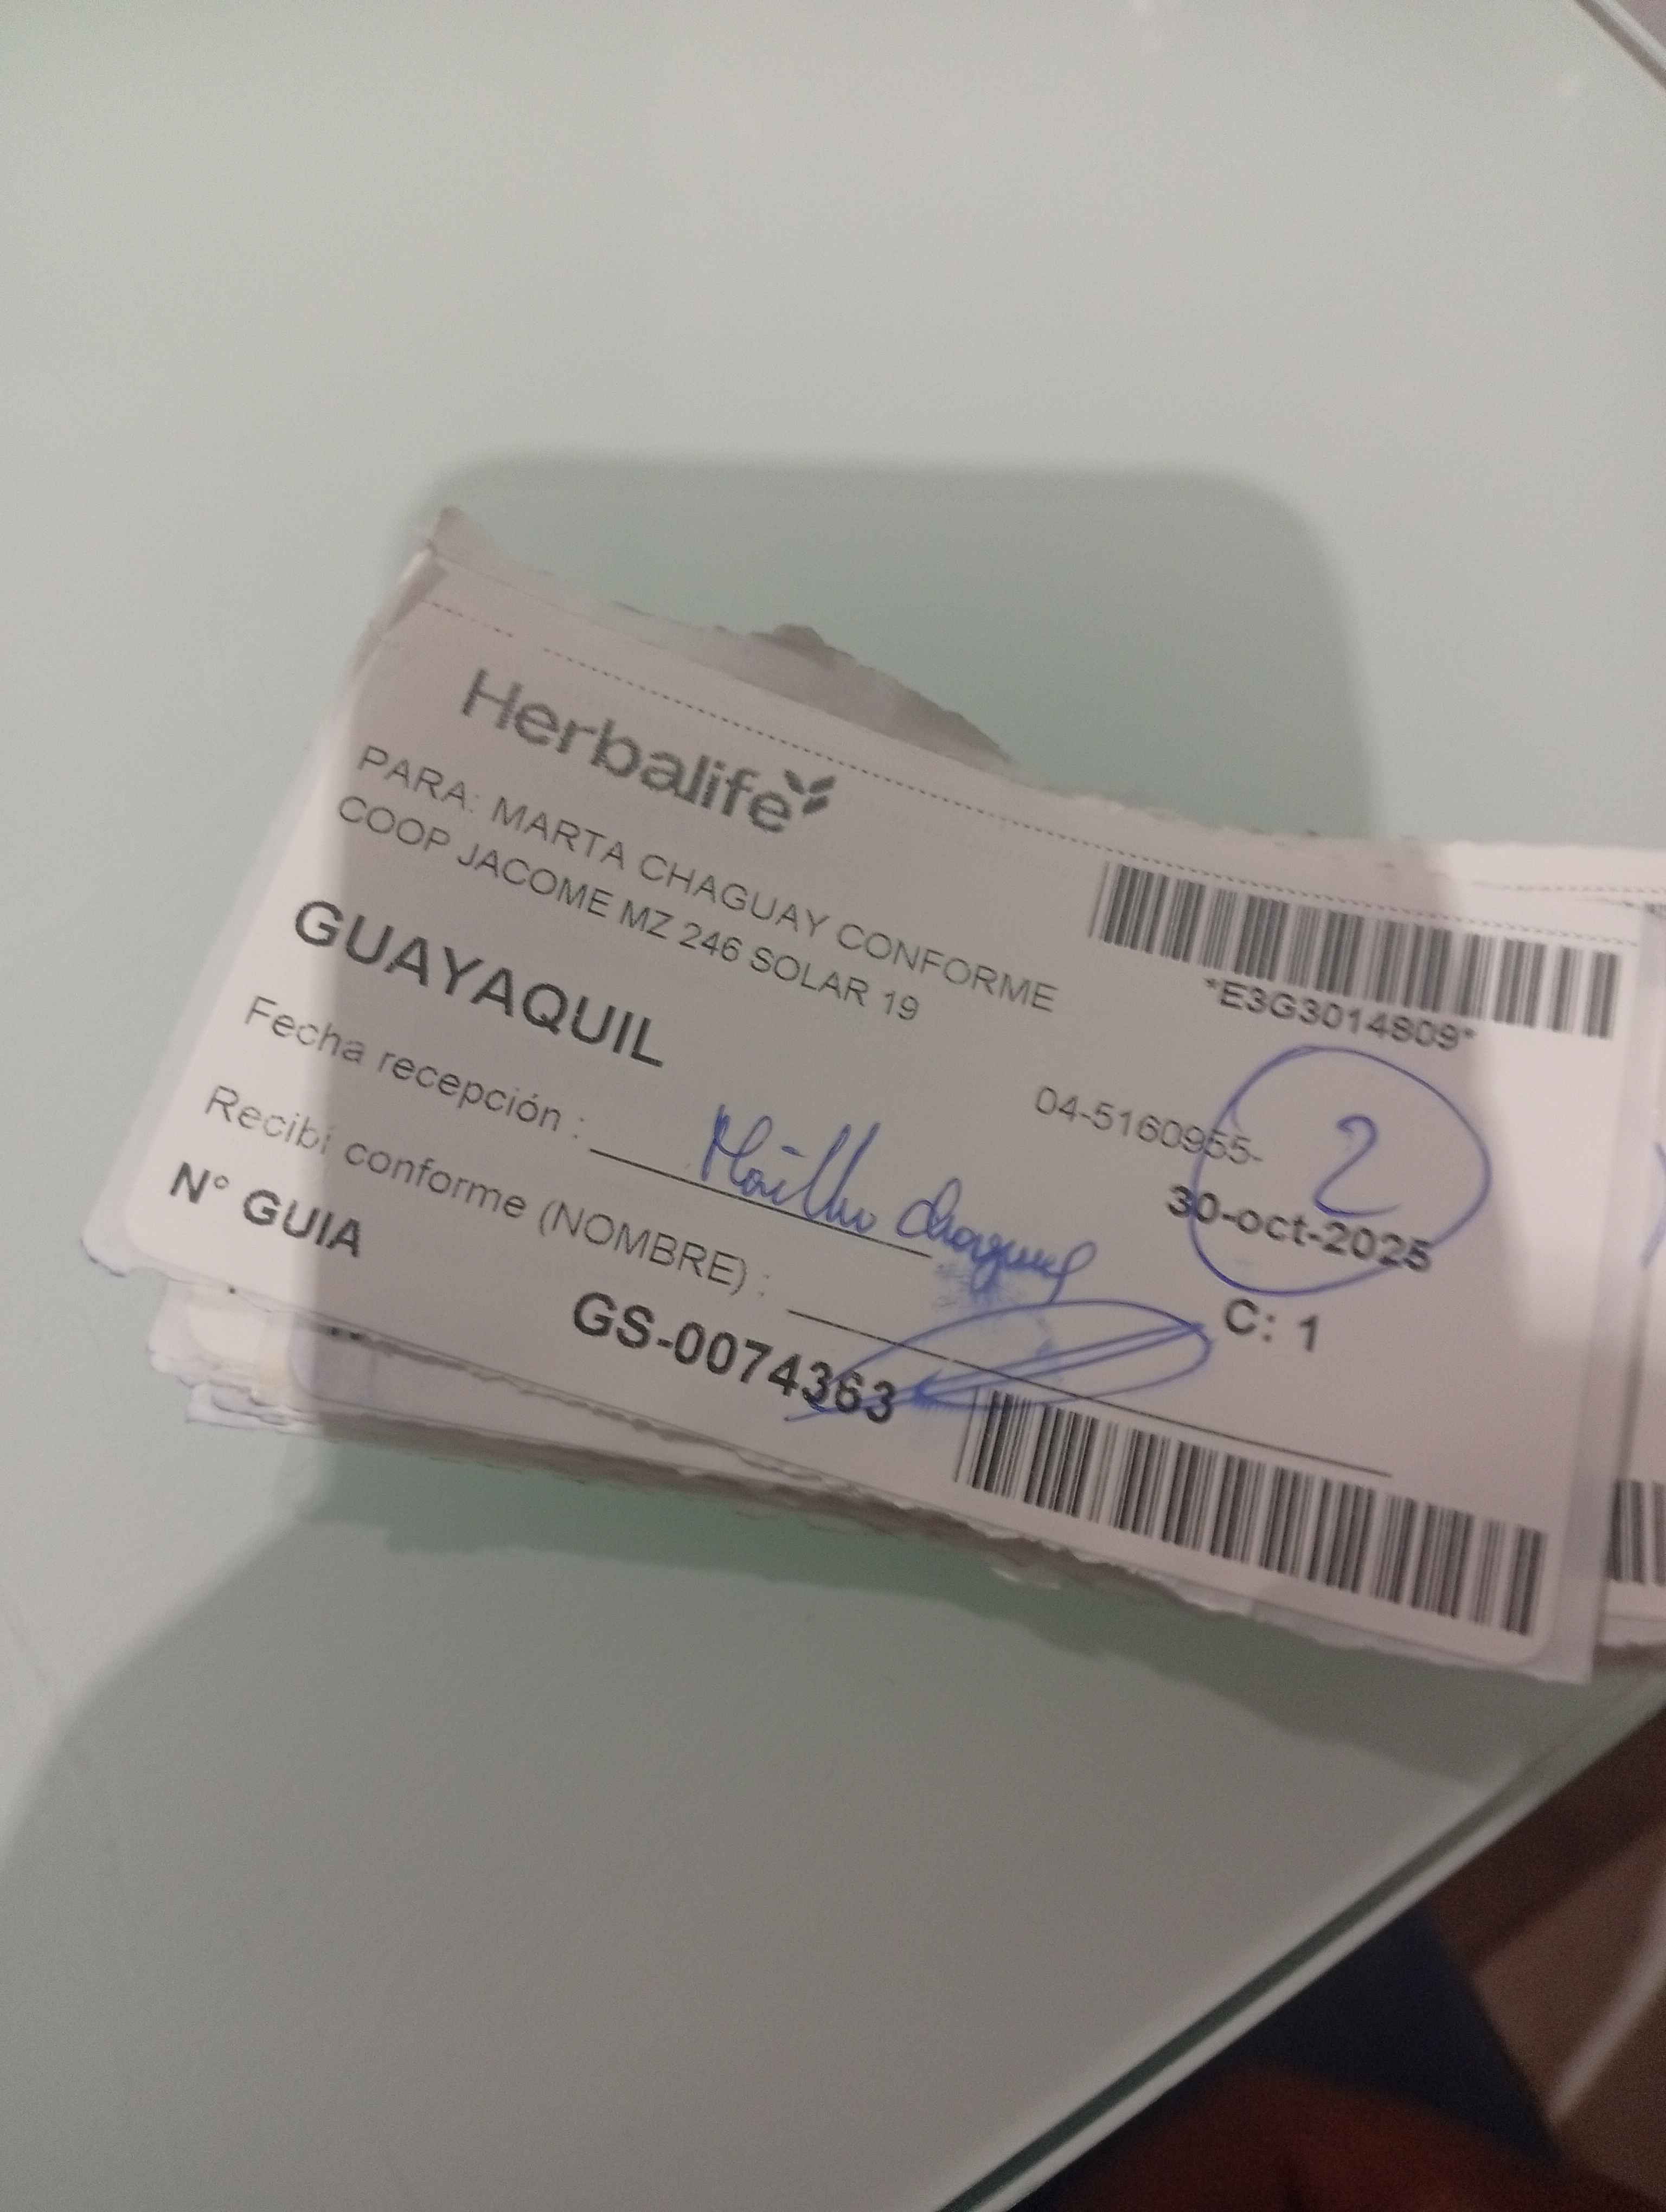 Herbalife
PARA: MARTA CHAGUAY CONFORME
COOP JACOME MZ 246 SOLAR 19
*E3G3014809*
GUAYAQUIL
04-5160955-
2
Fecha recepción :
30-oct-2025
Recibí conforme (NOMBRE) :
C: 1
N° GUIA
GS-0074363